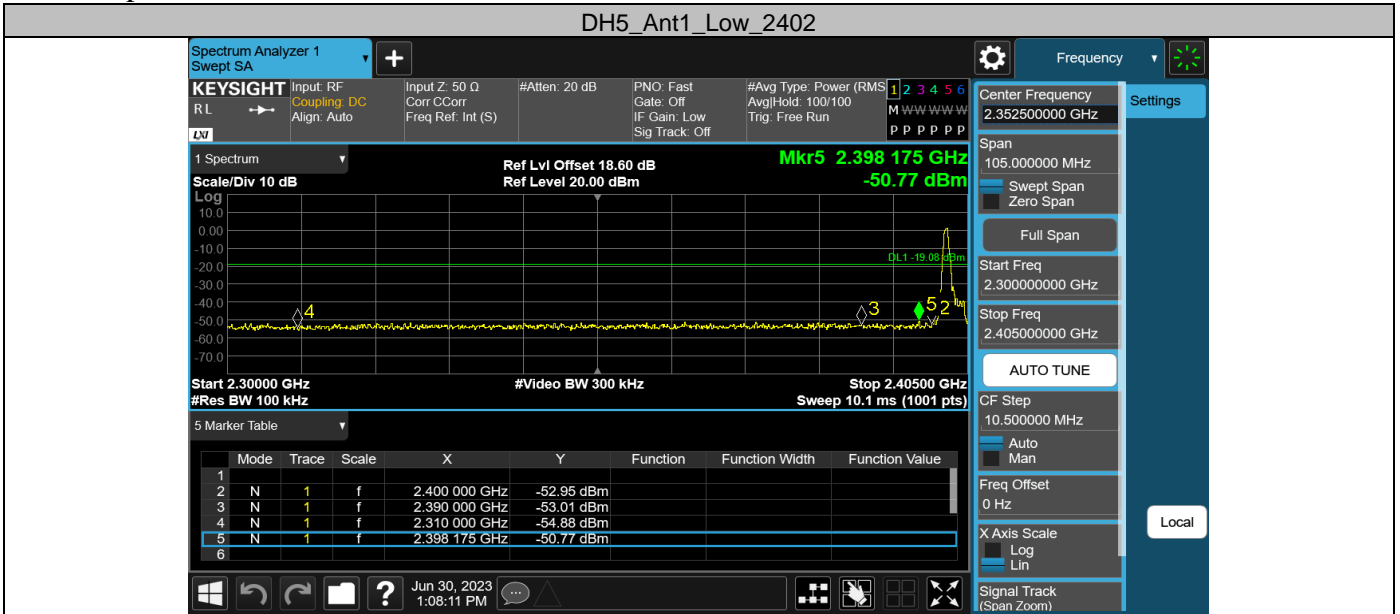 DH5_Ant1_Low_2402
Spectrum Analyzer 1
Swept SA
+
Frequency
KEYSIGHT
RL
LXI
Input: RF
Coupling: DC
Align: Auto
Input Z: 50 Ω
Corr CCorr
Freq Ref: Int (S)
#Atten: 20 dB
PNO: Fast
Gate: Off
IF Gain: Low
Sig Track: Off
#Avg Type: Power (RMS
Avg|Hold: 100/100
Trig: Free Run
1 2 3 4 5 6
M W W W W W
P P P P P P
1 Spectrum
Scale/Div 10 dB
Ref Lvl Offset 18.60 dB
Ref Level 20.00 dBm
Mkr5 2.398 175 GHz
-50.77 dBm
Log
10.0
0.00
-10.0
-20.0
-30.0
-40.0
-50.0
-60.0
-70.0
DL1 -19.08 dBm
4
3
5
2
Start 2.30000 GHz
#Video BW 300 kHz
Stop 2.40500 GHz
#Res BW 100 kHz
Sweep 10.1 ms (1001 pts)
5 Marker Table
Mode Trace Scale X Y Function Function Width Function Value
1
2 N 1 f 2.400 000 GHz -52.95 dBm
3 N 1 f 2.390 000 GHz -53.01 dBm
4 N 1 f 2.310 000 GHz -54.88 dBm
5 N 1 f 2.398 175 GHz -50.77 dBm
6
?
Jun 30, 2023
1:08:11 PM
Center Frequency
2.352500000 GHz
Span
105.000000 MHz
Swept Span
Zero Span
Full Span
Start Freq
2.300000000 GHz
Stop Freq
2.405000000 GHz
AUTO TUNE
CF Step
10.500000 MHz
Auto
Man
Freq Offset
0 Hz
X Axis Scale
Log
Lin
Signal Track
(Span Zoom)
Settings
Local